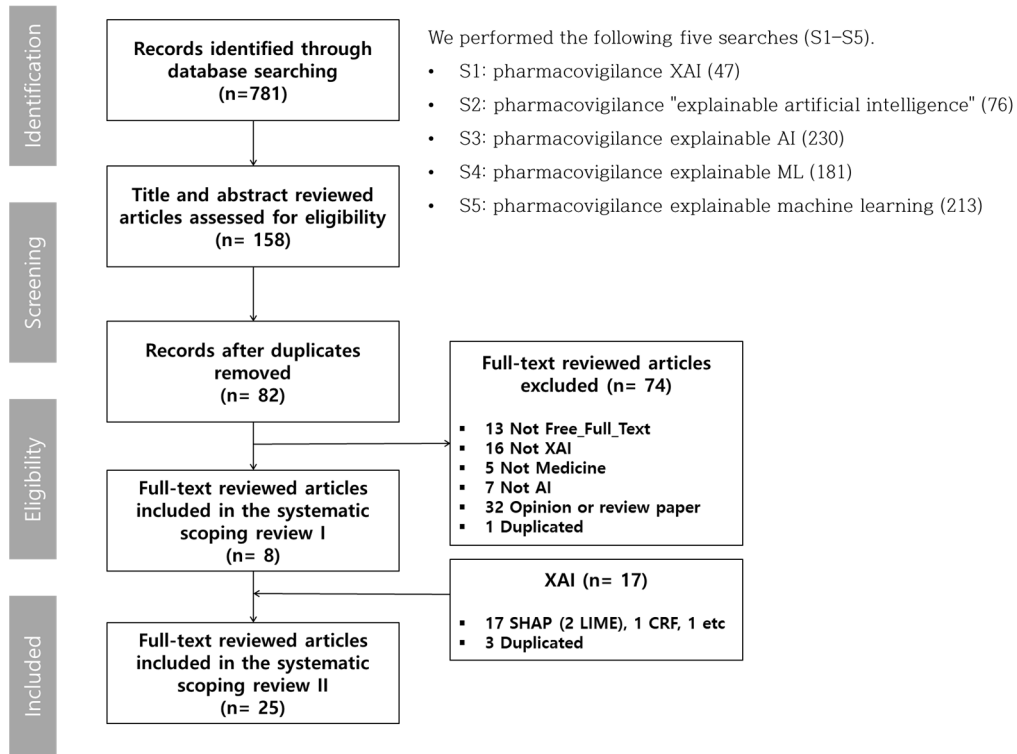 Identification
Records identified through
database searching
(n=781)
We performed the following five searches (S1-S5).
• S1: pharmacovigilance XAI (47)
• S2: pharmacovigilance "explainable artificial intelligence" (76)
• S3: pharmacovigilance explainable AI (230)
• S4: pharmacovigilance explainable ML (181)
• S5: pharmacovigilance explainable machine learning (213)
Title and abstract reviewed
articles assessed for eligibility
(n= 158)
Screening
Records after duplicates
removed
(n= 82)
Full-text reviewed articles
excluded (n= 74)
▪ 13 Not Free_Full_Text
▪ 16 Not XAI
▪ 5 Not Medicine
▪ 7 Not AI
▪ 32 Opinion or review paper
▪ 1 Duplicated
Eligibility
Full-text reviewed articles
included in the systematic
scoping review I
(n= 8)
XAI (n= 17)
▪ 17 SHAP (2 LIME), 1 CRF, 1 etc
▪ 3 Duplicated
Included
Full-text reviewed articles
included in the systematic
scoping review II
(n= 25)